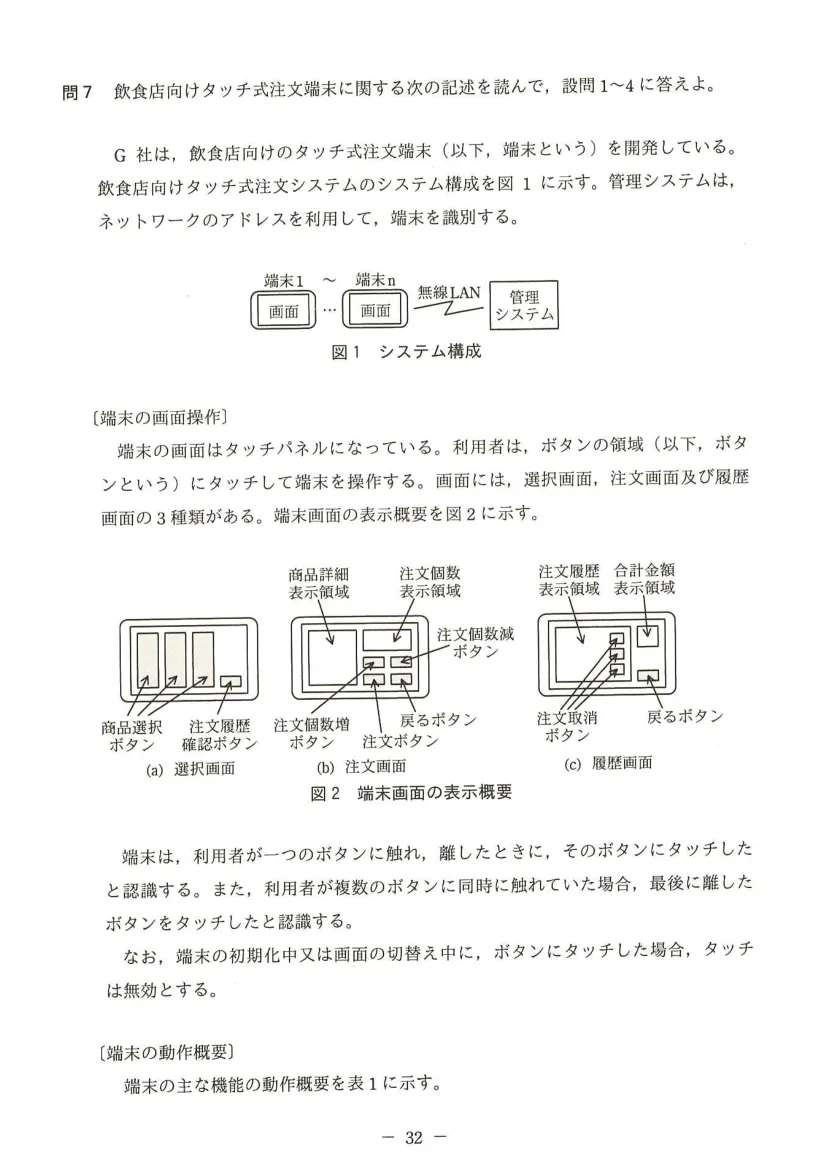 問7 飲食店向けタッチ式注文端末に関する次の記述を読んで，設問1～4に答えよ。
G 社は，飲食店向けのタッチ式注文端末（以下，端末という）を開発している。
飲食店向けタッチ式注文システムのシステム構成を図 1 に示す。管理システムは，
ネットワークのアドレスを利用して，端末を識別する。
端末1 ～ 端末n
無線LAN
画面 … 画面
管理
システム
図1 システム構成
〔端末の画面操作〕
端末の画面はタッチパネルになっている。利用者は，ボタンの領域（以下，ボタ
ンという）にタッチして端末を操作する。画面には，選択画面，注文画面及び履歴
画面の3種類がある。端末画面の表示概要を図2に示す。
商品詳細
表示領域
注文個数
表示領域
注文個数減
ボタン
注文履歴
表示領域
合計金額
表示領域
商品選択
ボタン
注文履歴
確認ボタン
注文個数増
ボタン
注文ボタン
戻るボタン
注文取消
ボタン
戻るボタン
(a) 選択画面
(b) 注文画面
(c) 履歴画面
図2 端末画面の表示概要
端末は，利用者が一つのボタンに触れ，離したときに，そのボタンにタッチした
と認識する。また，利用者が複数のボタンに同時に触れていた場合，最後に離した
ボタンをタッチしたと認識する。
なお，端末の初期化中又は画面の切替え中に，ボタンにタッチした場合，タッチ
は無効とする。
〔端末の動作概要〕
端末の主な機能の動作概要を表1に示す。
－ 32 －